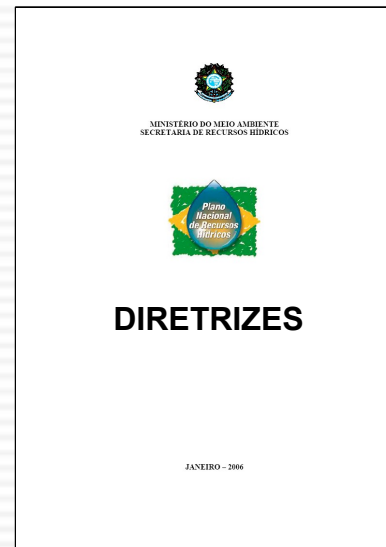 MINISTÉRIO DO MEIO AMBIENTE
SECRETARIA DE RECURSOS HÍDRICOS
Plano
Nacional
de Recursos
Hídricos
DIRETRIZES
JANEIRO – 2006